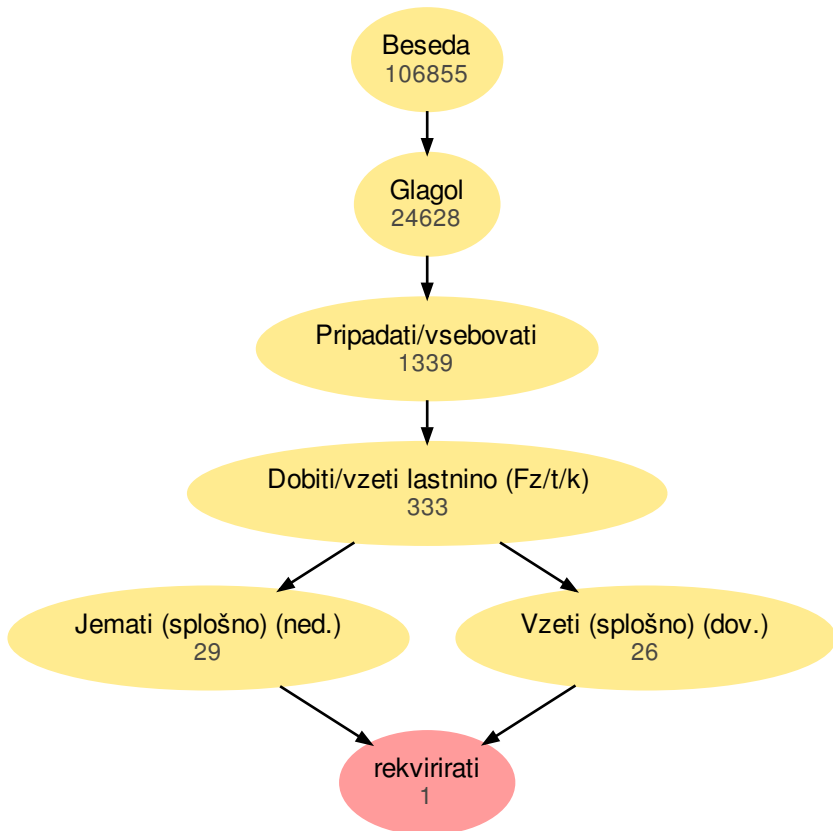 Beseda
106855
Glagol
24628
Pripadati/vsebovati
1339
Dobiti/vzeti lastnino (Fz/t/k)
333
Jemati (splošno) (ned.)
29
Vzeti (splošno) (dov.)
26
rekvirirati
1